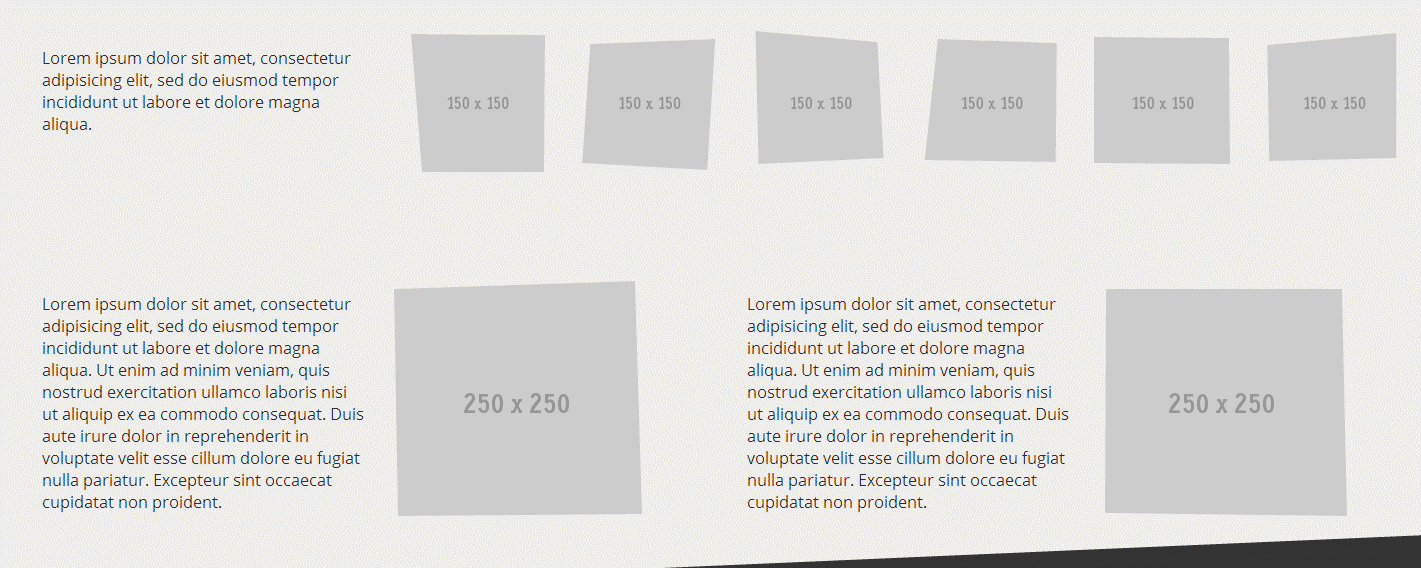 Lorem ipsum dolor sit amet, consectetur
adipisicing elit, sed do eiusmod tempor
incididunt ut labore et dolore magna
aliqua.
150 x 150
150 x 150
150 x 150
150 x 150
150 x 150
150 x 150
Lorem ipsum dolor sit amet, consectetur
adipisicing elit, sed do eiusmod tempor
incididunt ut labore et dolore magna
aliqua. Ut enim ad minim veniam, quis
nostrud exercitation ullamco laboris nisi
ut aliquip ex ea commodo consequat. Duis
aute irure dolor in reprehenderit in
voluptate velit esse cillum dolore eu fugiat
nulla pariatur. Excepteur sint occaecat
cupidatat non proident.
250 x 250
Lorem ipsum dolor sit amet, consectetur
adipisicing elit, sed do eiusmod tempor
incididunt ut labore et dolore magna
aliqua. Ut enim ad minim veniam, quis
nostrud exercitation ullamco laboris nisi
ut aliquip ex ea commodo consequat. Duis
aute irure dolor in reprehenderit in
voluptate velit esse cillum dolore eu fugiat
nulla pariatur. Excepteur sint occaecat
cupidatat non proident.
250 x 250